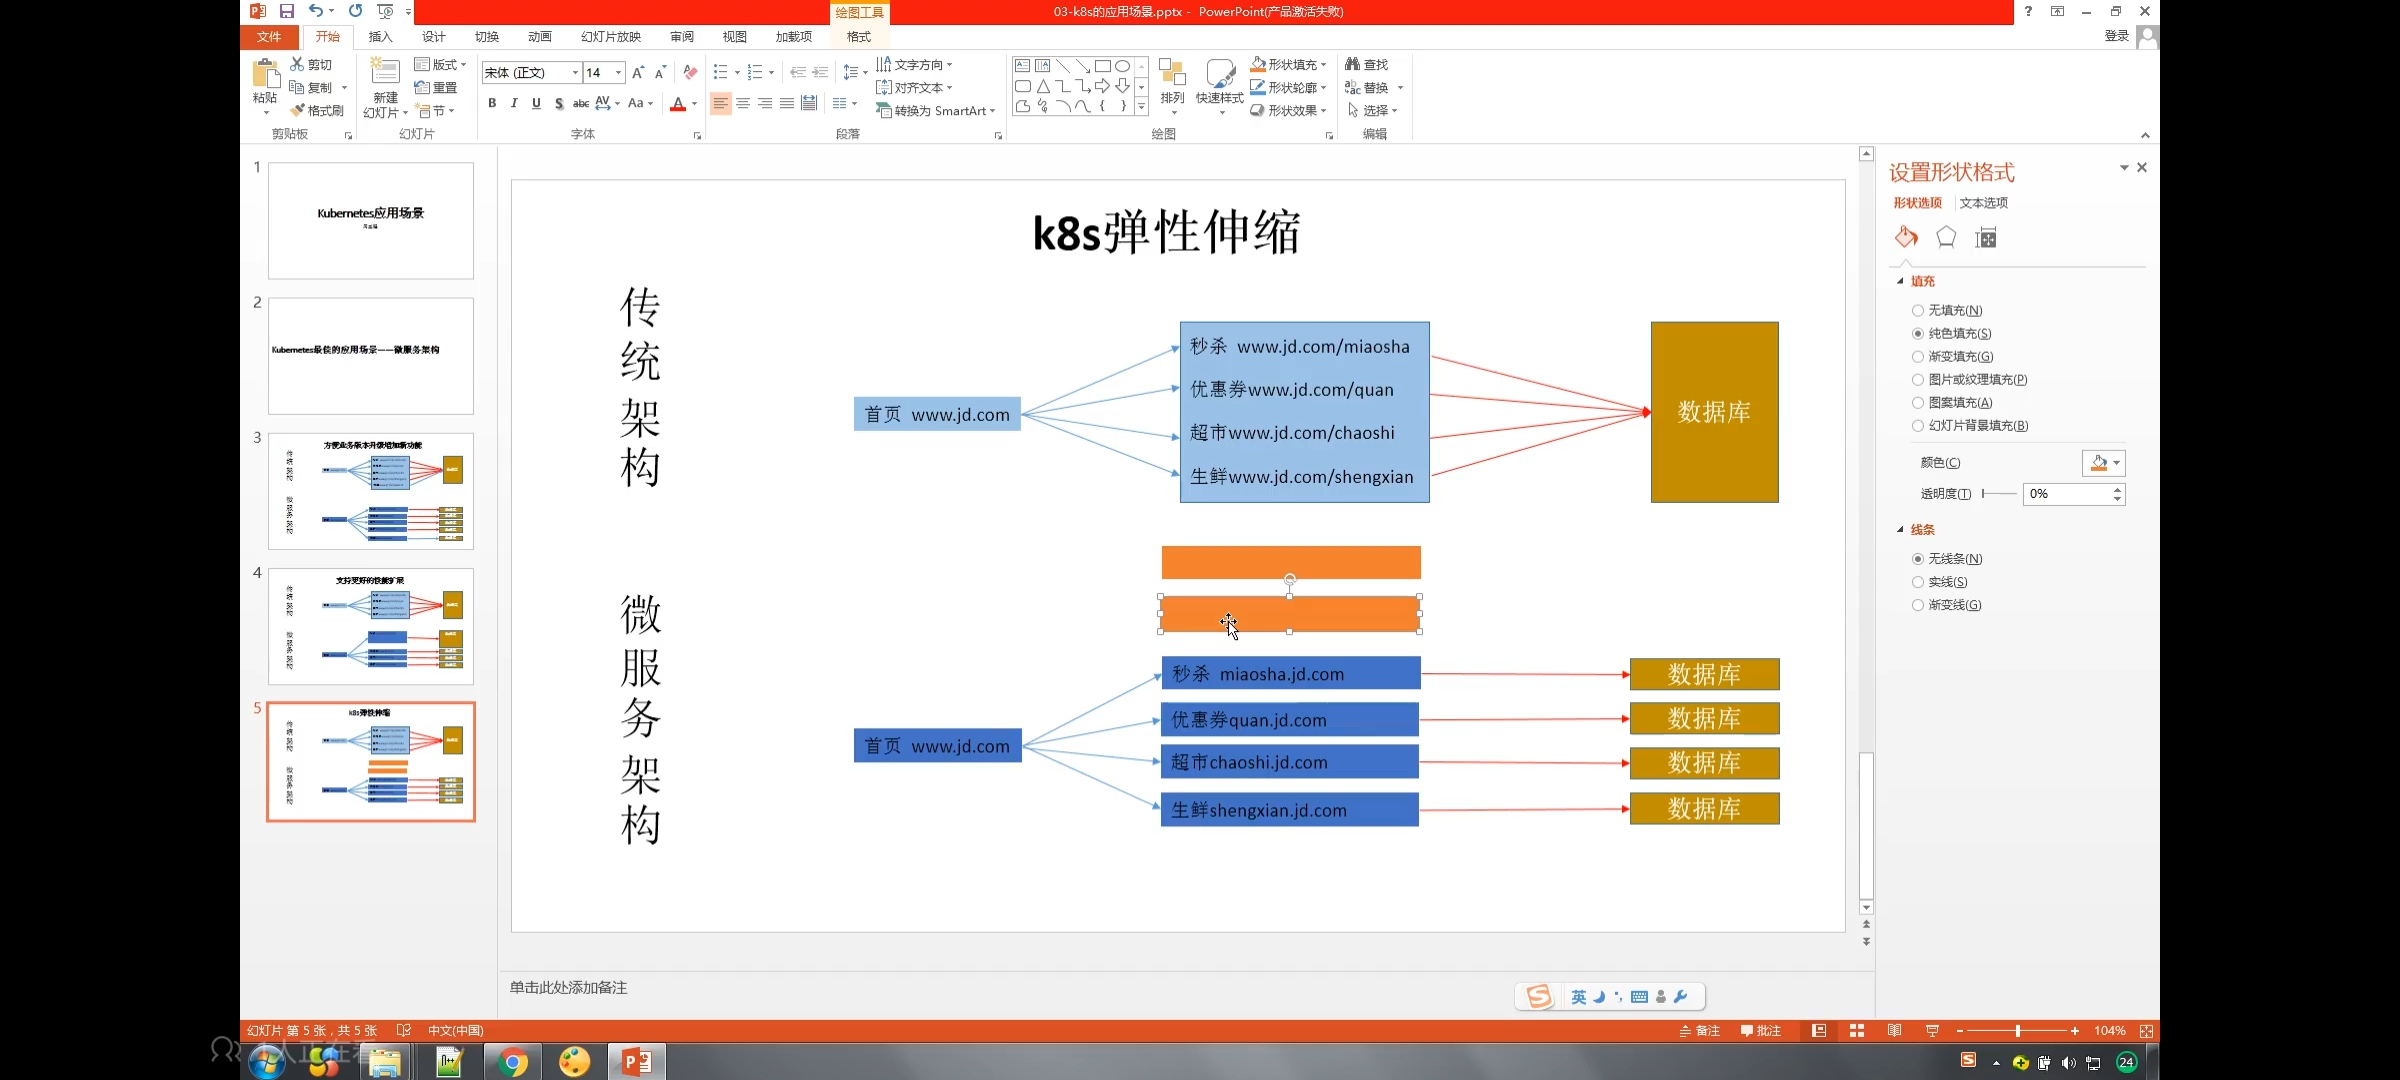 03-k8s的应用场景.pptx - PowerPoint(产品激活失败)
绘图工具
文件 开始 插入 设计 切换 动画 幻灯片放映 审阅 视图 加载项 格式
登录
粘贴 剪切 复制 格式刷
剪贴板
新建幻灯片 版式 重置 节
幻灯片
宋体 (正文) 14
B I U S abc AV Aa A
字体
文字方向
对齐文本
转换为 SmartArt
段落
排列 快速样式
形状填充
形状轮廓
形状效果
绘图
查找
替换
选择
编辑
1
Kubernetes应用场景
2
Kubernetes最佳的应用场景——微服务架构
3
方便业务版本升级增加新功能
4
支持更好的性能扩展
5
k8s弹性伸缩
k8s弹性伸缩
传统架构
首页 www.jd.com
秒杀 www.jd.com/miaosha
优惠券www.jd.com/quan
超市www.jd.com/chaoshi
生鲜www.jd.com/shengxian
数据库
微服务架构
首页 www.jd.com
秒杀 miaosha.jd.com
优惠券quan.jd.com
超市chaoshi.jd.com
生鲜shengxian.jd.com
数据库
数据库
数据库
数据库
设置形状格式
形状选项 文本选项
填充
无填充(N)
纯色填充(S)
渐变填充(G)
图片或纹理填充(P)
图案填充(A)
幻灯片背景填充(B)
颜色(C)
透明度(T) 0%
线条
无线条(N)
实线(S)
渐变线(G)
单击此处添加备注
英
幻灯片 第 5 张，共 5 张 中文(中国)
备注 批注 104%
人正在看
24